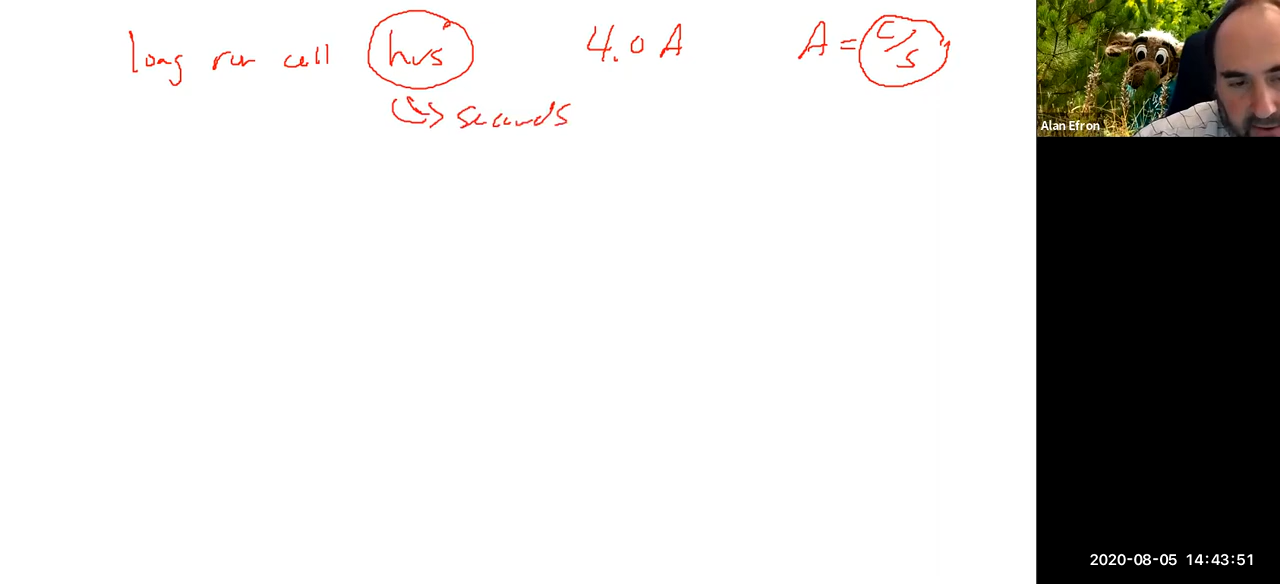 long run cell hrs 4.0 A A = C/s
↳ seconds
Alan Efron
2020-08-05 14:43:51